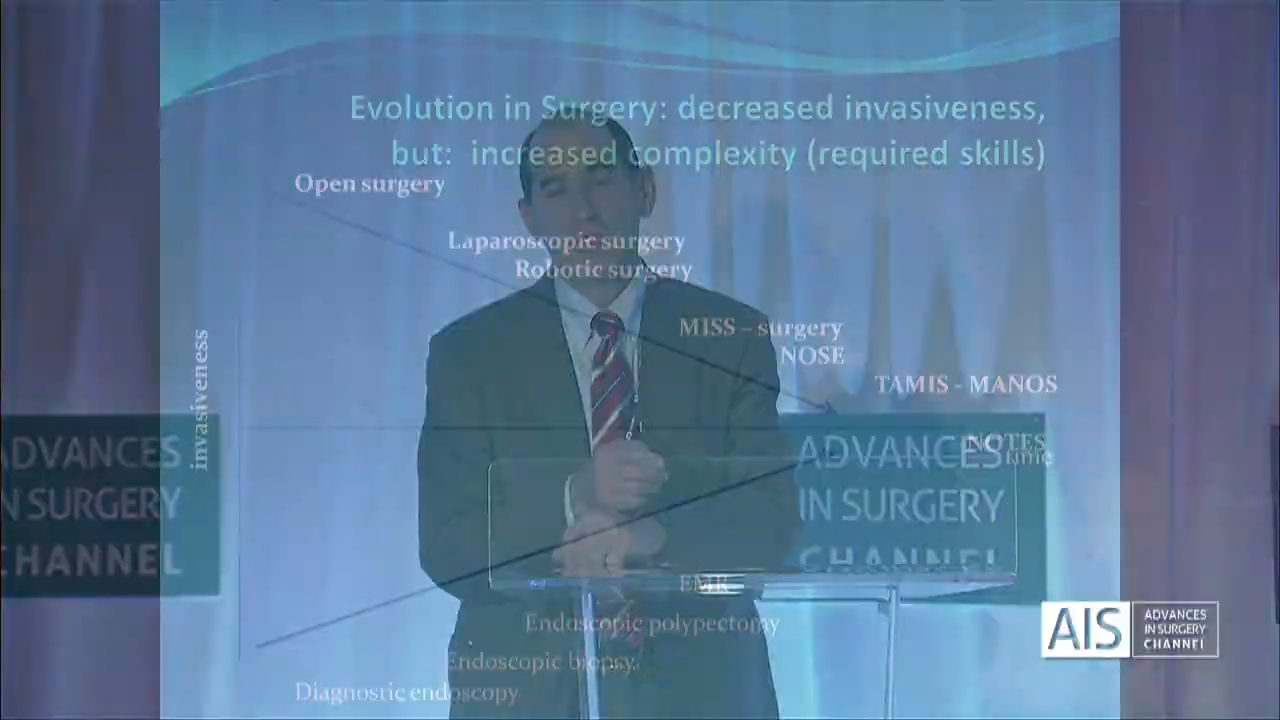 Evolution in Surgery: decreased invasiveness,
but: increased complexity (required skills)
Open surgery
Laparoscopic surgery
Robotic surgery
MISS – surgery
NOSE
TAMIS - MANOS
invasiveness
NOTES
time
EMR
Endoscopic polypectomy
Endoscopic biopsy
Diagnostic endoscopy
ADVANCES
IN SURGERY
CHANNEL
ADVANCES
IN SURGERY
CHANNEL
AIS
ADVANCES
IN SURGERY
CHANNEL